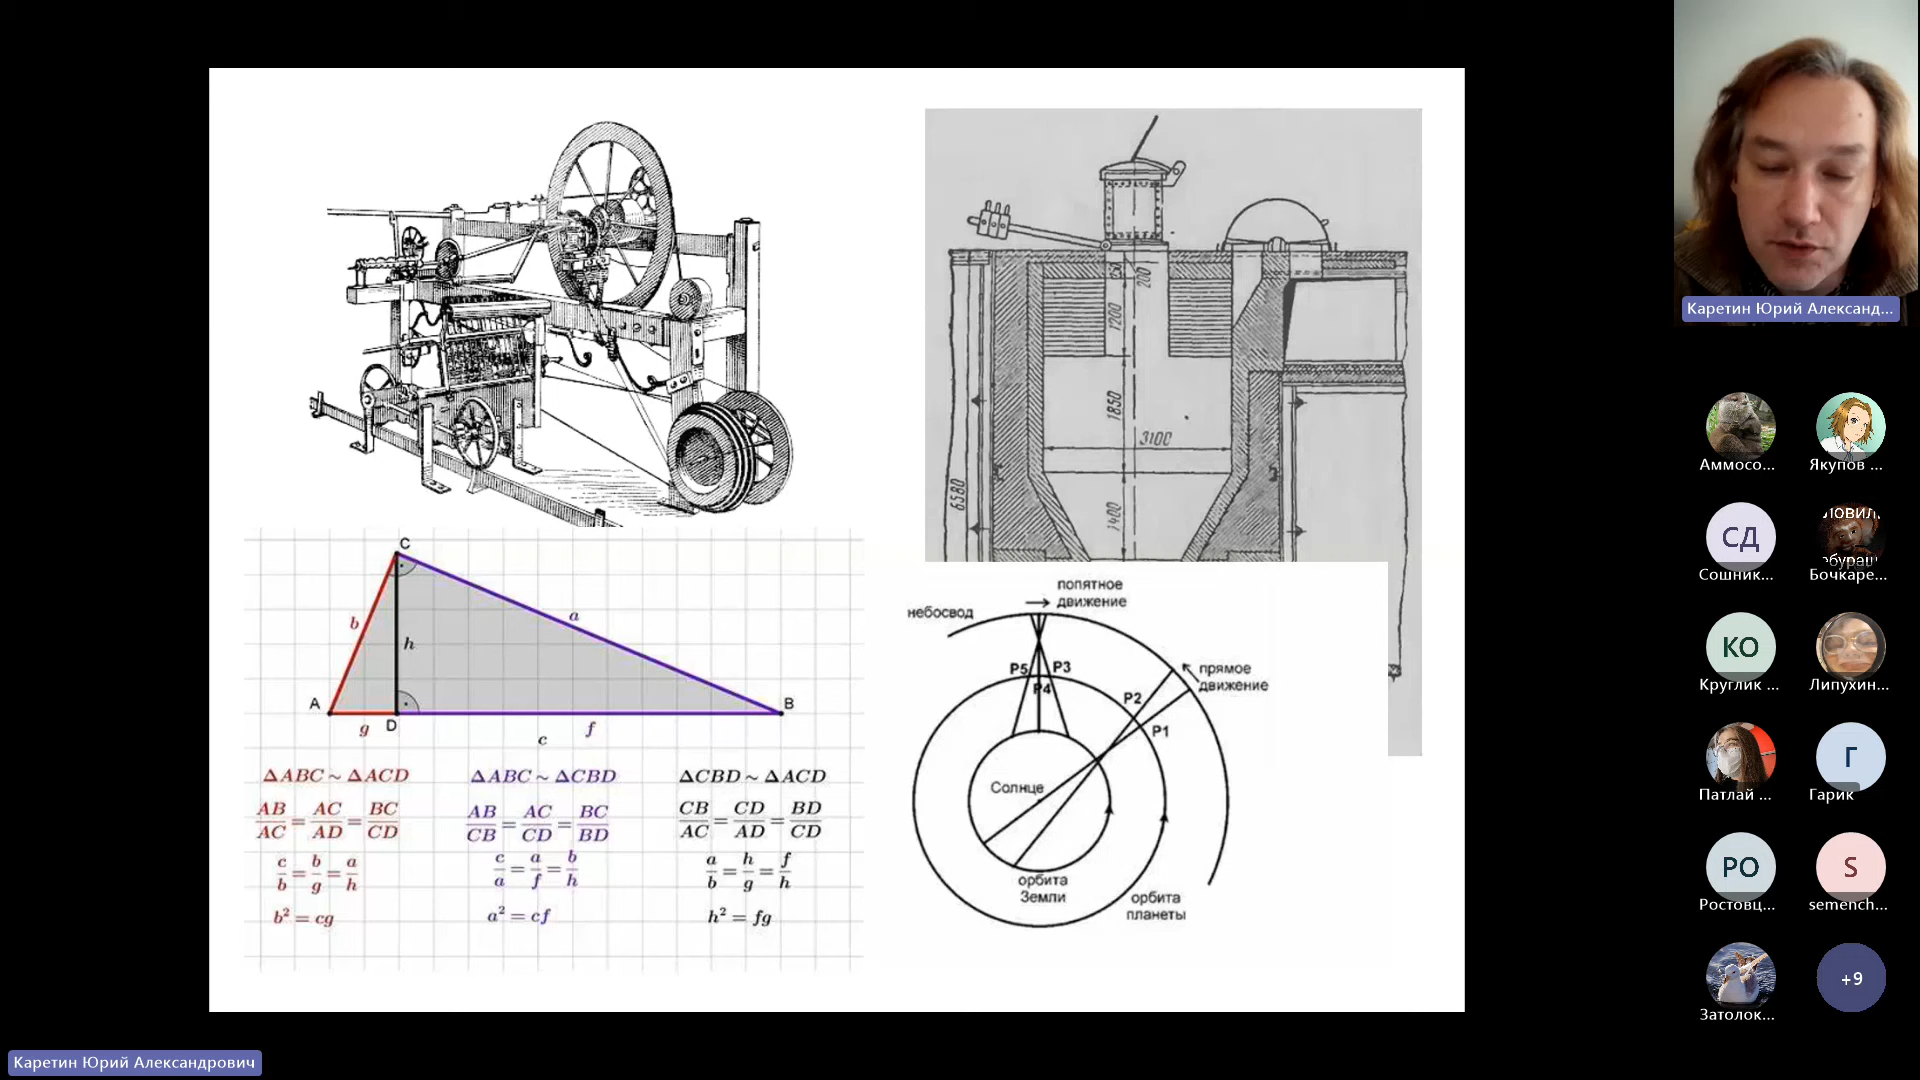 150
200
1200
1850
3100
6580
1400
C
b
a
h
A
g
D
f
B
c
ΔABC ~ ΔACD
AB/AC = AC/AD = BC/CD
c/b = b/g = a/h
b² = cg
ΔABC ~ ΔCBD
AB/CB = AC/CD = BC/BD
c/a = a/f = b/h
a² = cf
ΔCBD ~ ΔACD
CB/AC = CD/AD = BD/CD
a/b = h/g = f/h
h² = fg
попятное
движение
небосвод
прямое
движение
P5
P3
P4
P2
P1
Солнце
орбита
Земли
орбита
планеты
Каретин Юрий Александ...
Аммосо...
Якупов ...
СД
Сошник...
Бочкаре...
КО
Круглик ...
Липухин...
Патлай ...
Г
Гарик
РО
Ростовц...
S
semench...
Затолок...
+9
Каретин Юрий Александрович